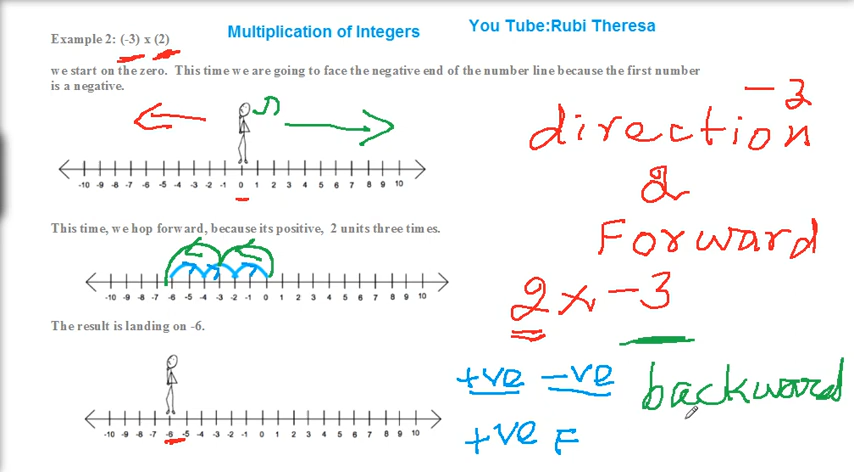 Multiplication of Integers
You Tube:Rubi Theresa
Example 2: (-3) x (2)
we start on the zero. This time we are going to face the negative end of the number line because the first number
is a negative.
-10 -9 -8 -7 -6 -5 -4 -3 -2 -1 0 1 2 3 4 5 6 7 8 9 10
This time, we hop forward, because its positive, 2 units three times.
-10 -9 -8 -7 -6 -5 -4 -3 -2 -1 0 1 2 3 4 5 6 7 8 9 10
The result is landing on -6.
-10 -9 -8 -7 -6 -5 -4 -3 -2 -1 0 1 2 3 4 5 6 7 8 9 10
-3
direction
2
Forward
2 x -3
+ve -ve backward
+ve F